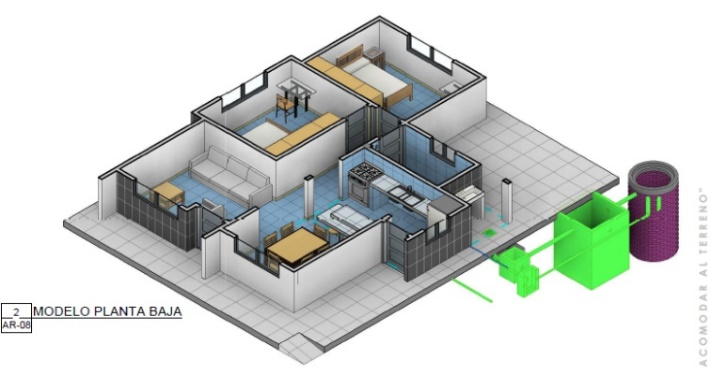 2
AR-08
MODELO PLANTA BAJA
ACOMODAR AL TERRENO"